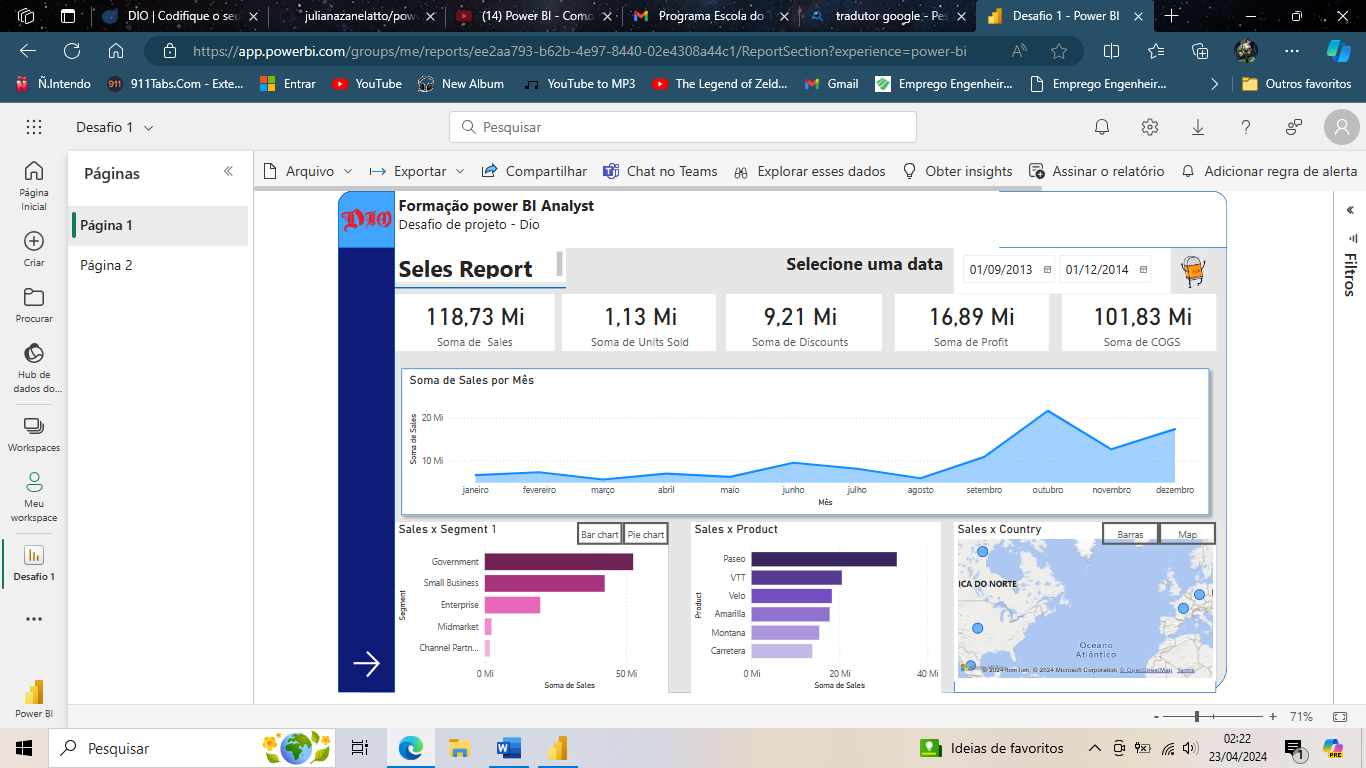 DIO | Codifique o seu
julianazanelatto/pow
(14) Power BI - Como
Programa Escola do T
tradutor google - Pes
Desafio 1 - Power BI
https://app.powerbi.com/groups/me/reports/ee2aa793-b62b-4e97-8440-02e4308a44c1/ReportSection?experience=power-bi
Ñ.Intendo
911
911Tabs.Com - Exte...
Entrar
YouTube
New Album
YouTube to MP3
The Legend of Zeld...
Gmail
Emprego Engenheir...
Emprego Engenheir...
Outros favoritos
Desafio 1
Pesquisar
Página Inicial
Criar
Procurar
Hub de dados do...
Workspaces
Meu workspace
Desafio 1
Power BI
Páginas
Página 1
Página 2
Arquivo
Exportar
Compartilhar
Chat no Teams
Explorar esses dados
Obter insights
Assinar o relatório
Adicionar regra de alerta
Filtros
DIO
Formação power BI Analyst
Desafio de projeto - Dio
Seles Report
Selecione uma data
01/09/2013
01/12/2014
118,73 Mi
Soma de Sales
1,13 Mi
Soma de Units Sold
9,21 Mi
Soma de Discounts
16,89 Mi
Soma de Profit
101,83 Mi
Soma de COGS
Soma de Sales por Mês
Soma de Sales
20 Mi
10 Mi
janeiro fevereiro março abril maio junho julho agosto setembro outubro novembro dezembro
Mês
Sales x Segment 1
Bar chart
Pie chart
Segment
Government
Small Business
Enterprise
Midmarket
Channel Partn...
0 Mi 50 Mi
Soma de Sales
Sales x Product
Product
Paseo
VTT
Velo
Amarilla
Montana
Carretera
0 Mi 20 Mi 40 Mi
Soma de Sales
Sales x Country
Barras
Map
ICA DO NORTE
Oceano
Atlântico
© 2024 TomTom, © 2024 Microsoft Corporation, © OpenStreetMap Terms
71%
Pesquisar
Ideias de favoritos
02:22
23/04/2024
1
PRE